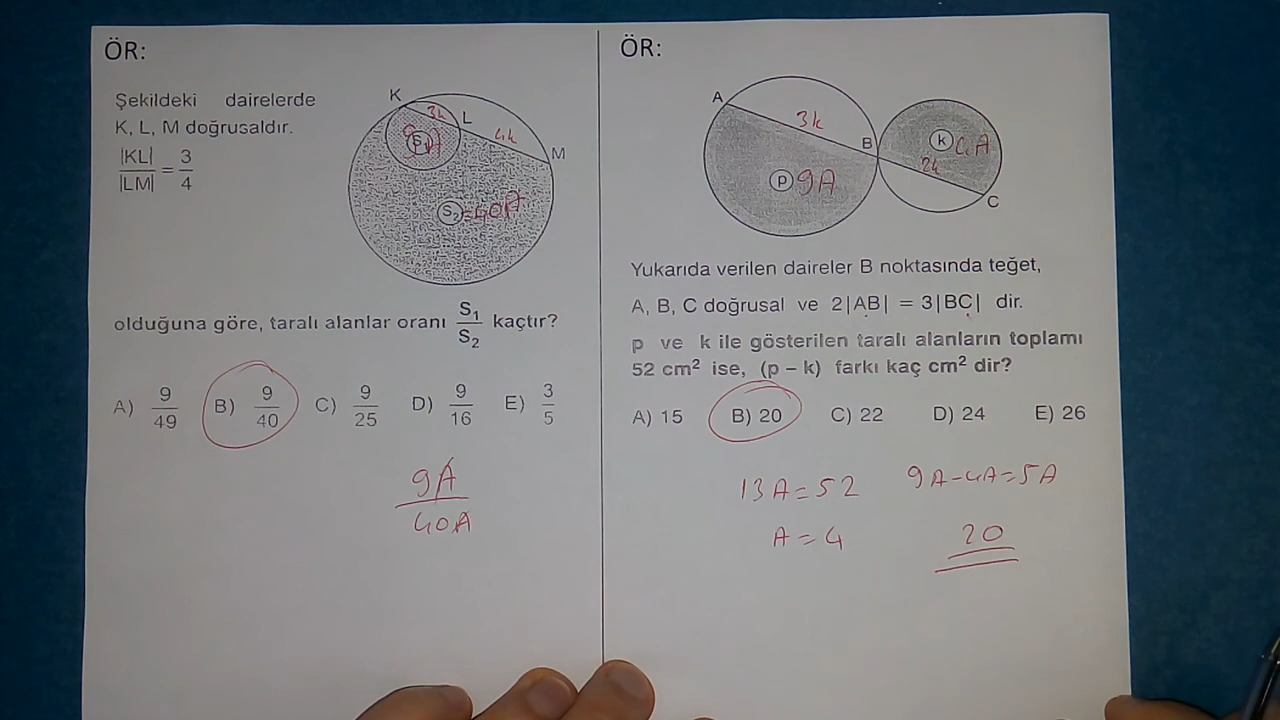 ÖR:
Şekildeki dairelerde
K, L, M doğrusaldır.
|KL|/|LM| = 3/4
K
3k
L
4k
M
S₁
9A
S₂ = 40A
olduğuna göre, taralı alanlar oranı S₁/S₂ kaçtır?
A) 9/49 B) 9/40 C) 9/25 D) 9/16 E) 3/5
9A/40A
ÖR:
A
3k
B
k 4A
2k
p 9A
C
Yukarıda verilen daireler B noktasında teğet,
A, B, C doğrusal ve 2|AB| = 3|BC| dir.
p ve k ile gösterilen taralı alanların toplamı
52 cm² ise, (p – k) farkı kaç cm² dir?
A) 15 B) 20 C) 22 D) 24 E) 26
13A=52 9A-4A=5A
A=4 20